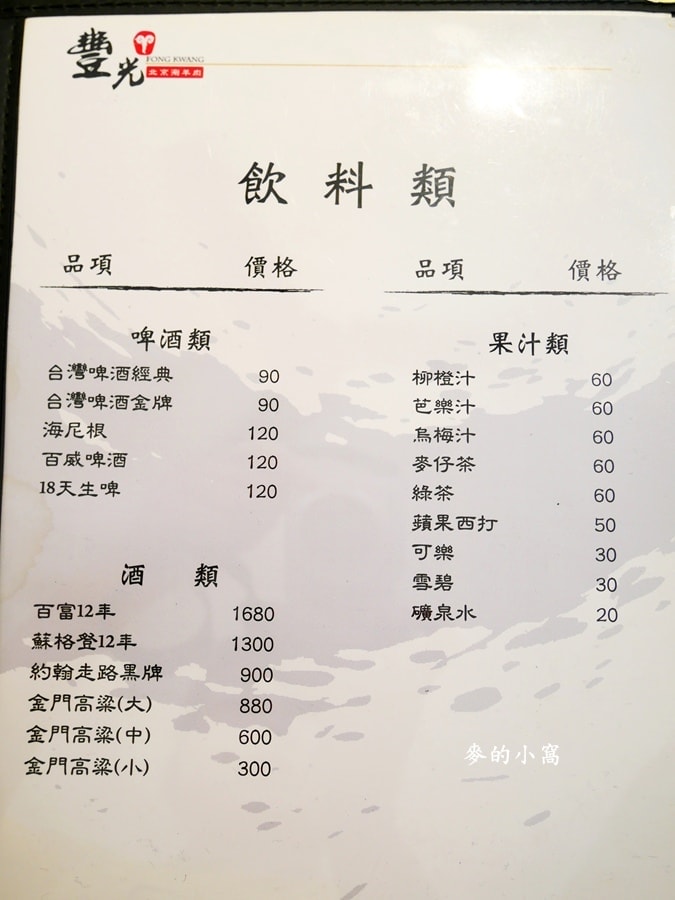 豐光
FONG KWANG
北京涮羊肉
飲料類
品項 價格
啤酒類
台灣啤酒經典 90
台灣啤酒金牌 90
海尼根 120
百威啤酒 120
18天生啤 120
酒類
百富12年 1680
蘇格登12年 1300
約翰走路黑牌 900
金門高粱(大) 880
金門高粱(中) 600
金門高粱(小) 300
品項 價格
果汁類
柳橙汁 60
芭樂汁 60
烏梅汁 60
麥仔茶 60
綠茶 60
蘋果西打 50
可樂 30
雪碧 30
礦泉水 20
麥的小窩